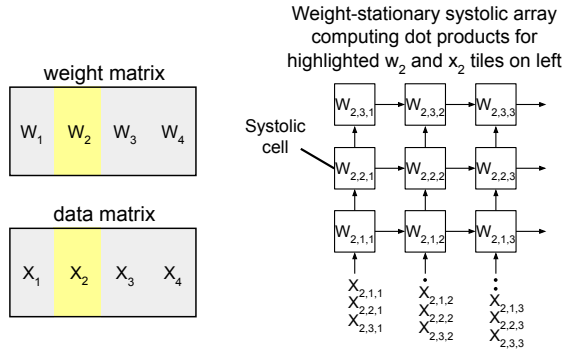 Weight-stationary systolic array
computing dot products for
highlighted w₂ and x₂ tiles on left
weight matrix
W₁ W₂ W₃ W₄
data matrix
X₁ X₂ X₃ X₄
Systolic
cell
W₂,₃,₁ W₂,₃,₂ W₂,₃,₃
W₂,₂,₁ W₂,₂,₂ W₂,₂,₃
W₂,₁,₁ W₂,₁,₂ W₂,₁,₃
X₂,₁,₁
X₂,₂,₁
X₂,₃,₁
X₂,₁,₂
X₂,₂,₂
X₂,₃,₂
X₂,₁,₃
X₂,₂,₃
X₂,₃,₃